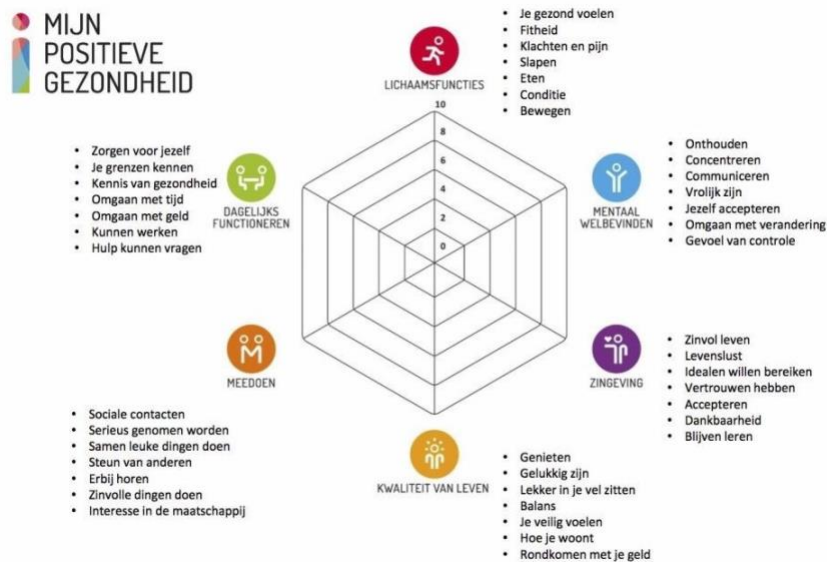 MIJN
POSITIEVE
GEZONDHEID
LICHAAMSFUNCTIES
• Je gezond voelen
• Fitheid
• Klachten en pijn
• Slapen
• Eten
• Conditie
• Bewegen
10
8
6
4
2
0
MENTAAL
WELBEVINDEN
• Onthouden
• Concentreren
• Communiceren
• Vrolijk zijn
• Jezelf accepteren
• Omgaan met verandering
• Gevoel van controle
ZINGEVING
• Zinvol leven
• Levenslust
• Idealen willen bereiken
• Vertrouwen hebben
• Accepteren
• Dankbaarheid
• Blijven leren
KWALITEIT VAN LEVEN
• Genieten
• Gelukkig zijn
• Lekker in je vel zitten
• Balans
• Je veilig voelen
• Hoe je woont
• Rondkomen met je geld
MEEDOEN
• Sociale contacten
• Serieus genomen worden
• Samen leuke dingen doen
• Steun van anderen
• Erbij horen
• Zinvolle dingen doen
• Interesse in de maatschappij
DAGELIJKS
FUNCTIONEREN
• Zorgen voor jezelf
• Je grenzen kennen
• Kennis van gezondheid
• Omgaan met tijd
• Omgaan met geld
• Kunnen werken
• Hulp kunnen vragen